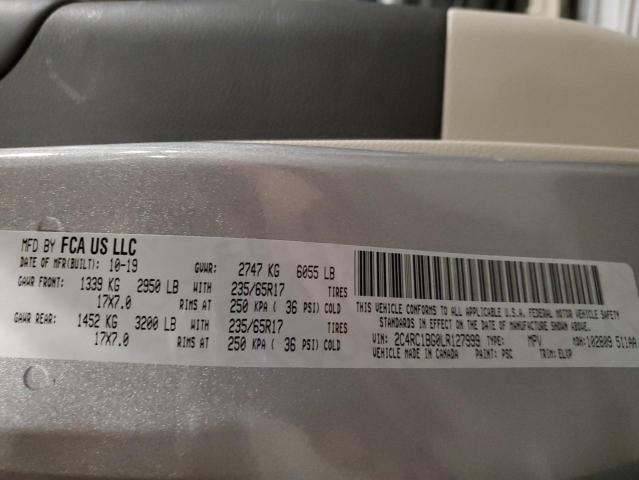 MFD BY FCA US LLC
DATE OF MFR(BUILT): 10-19 GVWR: 2747 KG 6055 LB
GAWR FRONT: 1339 KG 2950 LB WITH 235/65R17 TIRES
17X7.0 RIMS AT 250 KPA ( 36 PSI) COLD
GAWR REAR: 1452 KG 3200 LB WITH 235/65R17 TIRES
17X7.0 RIMS AT 250 KPA ( 36 PSI) COLD
THIS VEHICLE CONFORMS TO ALL APPLICABLE U.S.A. FEDERAL MOTOR VEHICLE SAFETY
STANDARDS IN EFFECT ON THE DATE OF MANUFACTURE SHOWN ABOVE.
VIN: 2C4RC1BG0LR127999 TYPE: MPV MDH: 102809 511AA
VEHICLE MADE IN CANADA PAINT: PSC TRIM: ELXP